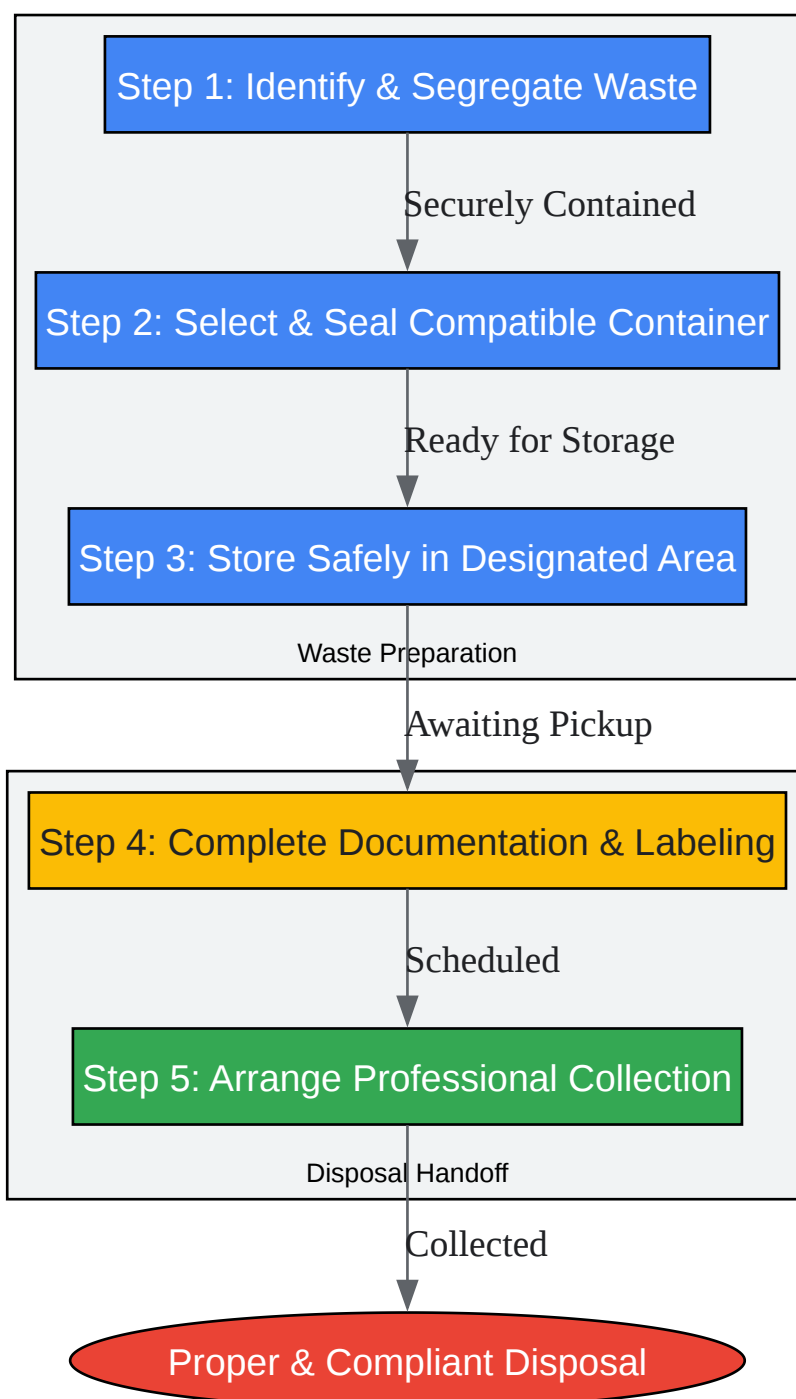 Step 1: Identify & Segregate Waste
Securely Contained
Step 2: Select & Seal Compatible Container
Ready for Storage
Step 3: Store Safely in Designated Area
Waste Preparation
Awaiting Pickup
Step 4: Complete Documentation & Labeling
Scheduled
Step 5: Arrange Professional Collection
Disposal Handoff
Collected
Proper & Compliant Disposal